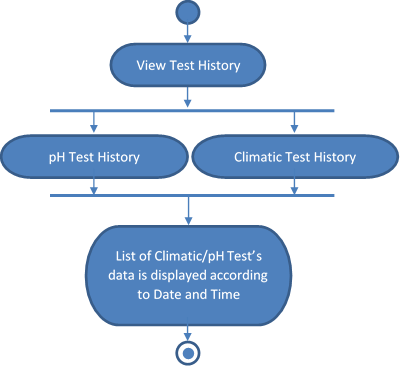 View Test History
pH Test History
Climatic Test History
List of Climatic/pH Test's
data is displayed according
to Date and Time